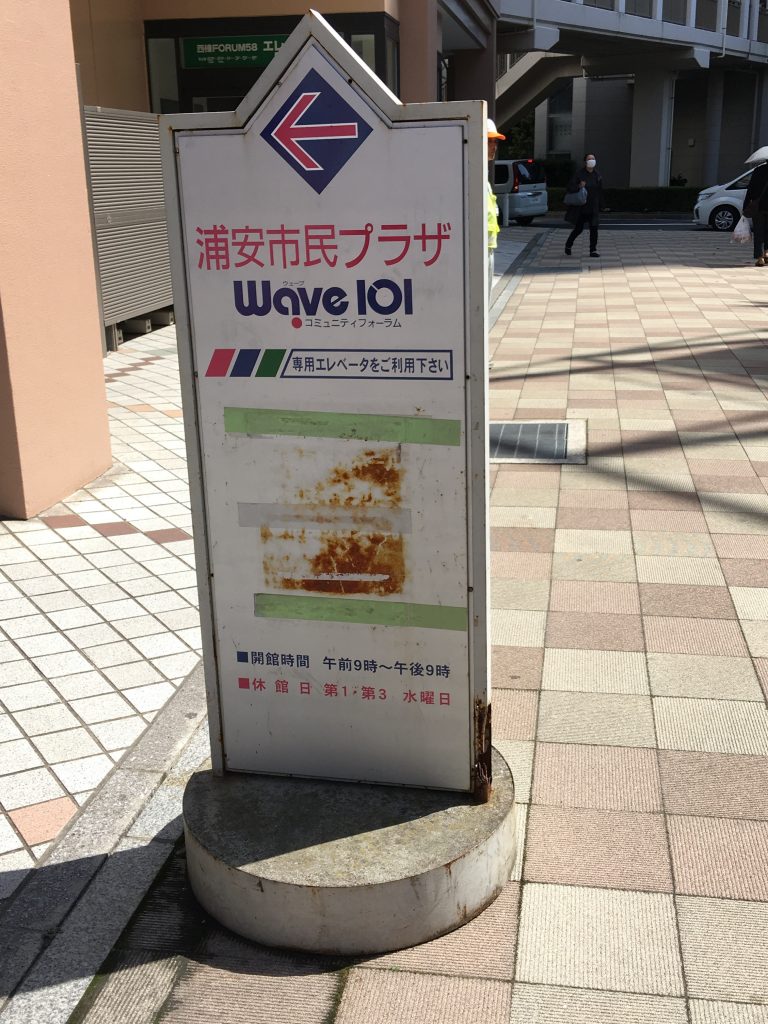 西棟FORUM58 エレ
浦安市民プラザ
ウェーブ
Wave 101
コミュニティフォーラム
専用エレベータをご利用下さい
■開館時間 午前9時～午後9時
■休館日 第1・第3 水曜日